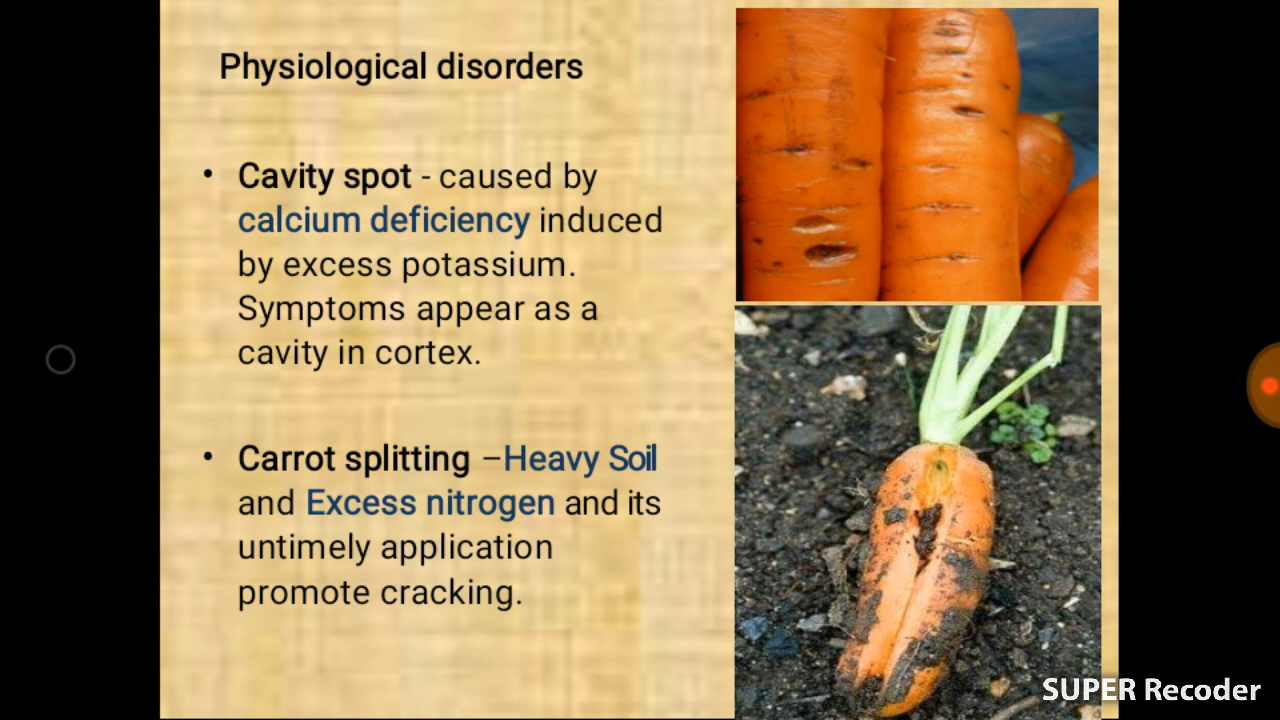 Physiological disorders
• Cavity spot - caused by
calcium deficiency induced
by excess potassium.
Symptoms appear as a
cavity in cortex.
• Carrot splitting –Heavy Soil
and Excess nitrogen and its
untimely application
promote cracking.
SUPER Recoder